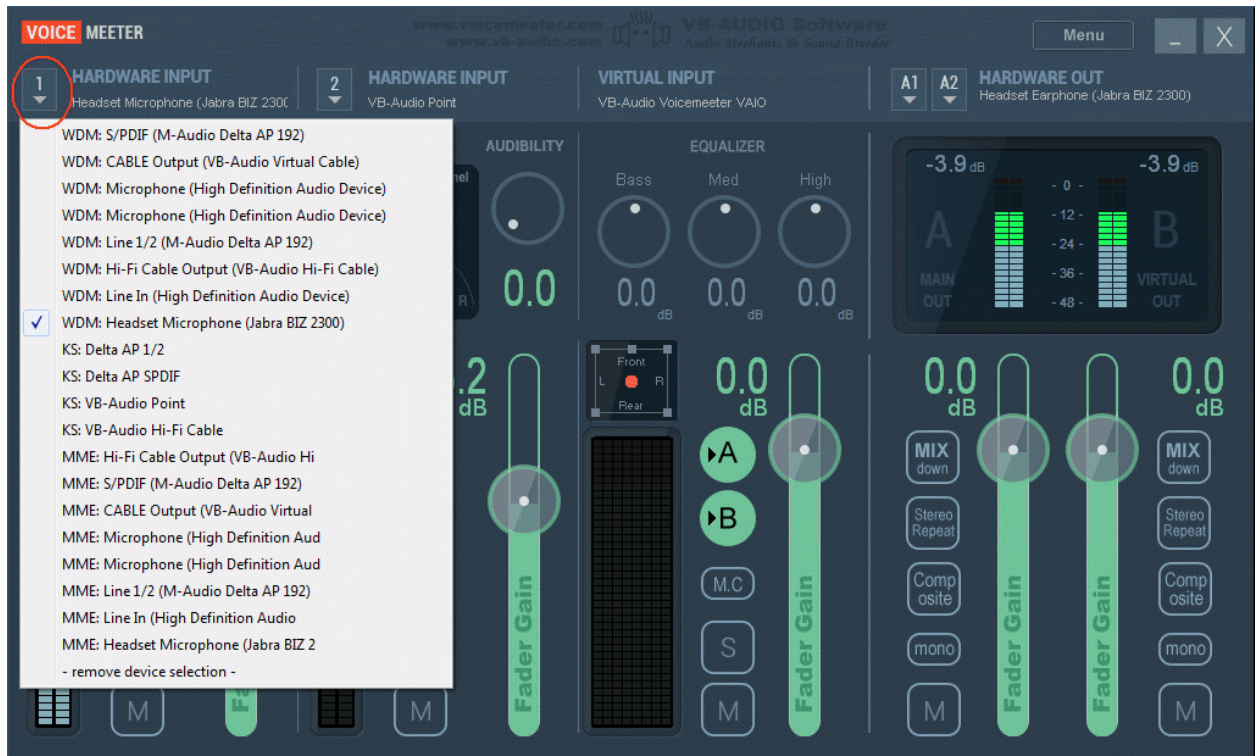 VOICE MEETER
www.voicemeeter.com
www.vb-audio.com
VB-AUDIO Software
Audio Mechanic & Sound Breeder
Menu
1
HARDWARE INPUT
Headset Microphone (Jabra BIZ 230
2
HARDWARE INPUT
VB-Audio Point
VIRTUAL INPUT
VB-Audio Voicemeeter VAIO
A1 A2
HARDWARE OUT
Headset Earphone (Jabra BIZ 2300)
WDM: S/PDIF (M-Audio Delta AP 192)
WDM: CABLE Output (VB-Audio Virtual Cable)
WDM: Microphone (High Definition Audio Device)
WDM: Microphone (High Definition Audio Device)
WDM: Line 1/2 (M-Audio Delta AP 192)
WDM: Hi-Fi Cable Output (VB-Audio Hi-Fi Cable)
WDM: Line In (High Definition Audio Device)
WDM: Headset Microphone (Jabra BIZ 2300)
KS: Delta AP 1/2
KS: Delta AP SPDIF
KS: VB-Audio Point
KS: VB-Audio Hi-Fi Cable
MME: Hi-Fi Cable Output (VB-Audio Hi
MME: S/PDIF (M-Audio Delta AP 192)
MME: CABLE Output (VB-Audio Virtual
MME: Microphone (High Definition Aud
MME: Microphone (High Definition Aud
MME: Line 1/2 (M-Audio Delta AP 192)
MME: Line In (High Definition Audio
MME: Headset Microphone (Jabra BIZ 2
- remove device selection -
M
M
AUDIBILITY
nel
R
0.0
.2
dB
Fader Gain
EQUALIZER
Bass Med High
0.0 0.0 0.0
dB dB dB
Front
L R
Rear
0.0
dB
A
B
M.C
S
M
Fader Gain
-3.9 dB
-3.9 dB
- 0 -
- 12 -
- 24 -
- 36 -
- 48 -
A
MAIN
OUT
B
VIRTUAL
OUT
0.0
dB
MIX
down
Stereo
Repeat
Comp
osite
mono
M
Fader Gain
Fader Gain
0.0
dB
MIX
down
Stereo
Repeat
Comp
osite
mono
M